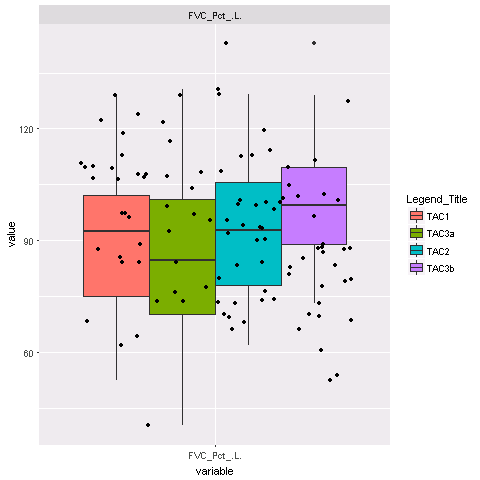 FVC_Pct_.L.
120
90
60
value
FVC_Pct_.L.
variable
Legend_Title
TAC1
TAC3a
TAC2
TAC3b